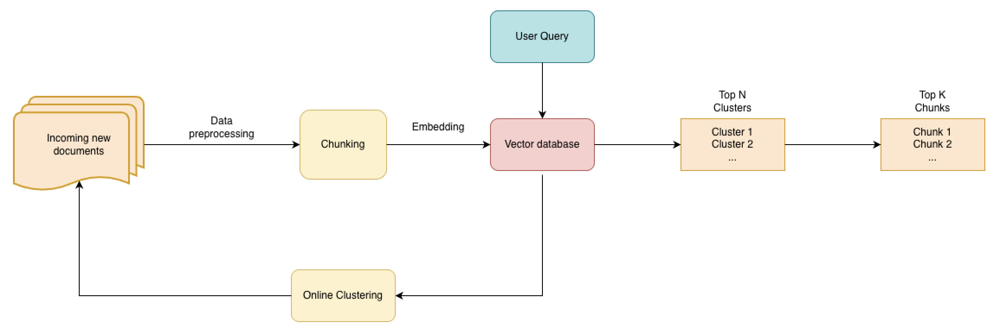 User Query
Incoming new
documents
Data
preprocessing
Chunking
Embedding
Vector database
Top N
Clusters
Cluster 1
Cluster 2
...
Top K
Chunks
Chunk 1
Chunk 2
...
Online Clustering